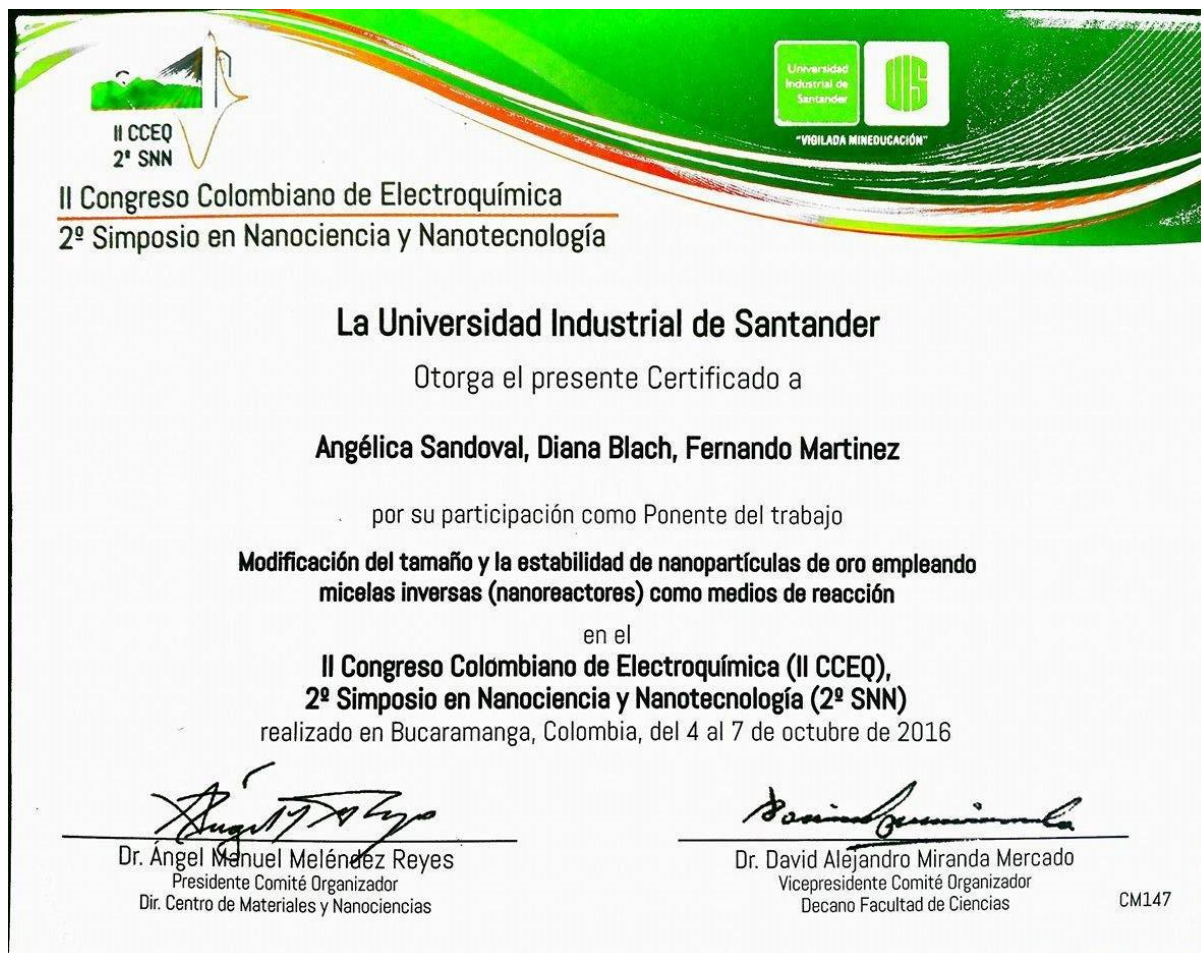 II CCEQ
2º SNN
Universidad
Industrial de
Santander
UIS
"VIGILADA MINEDUCACIÓN"
II Congreso Colombiano de Electroquímica
2º Simposio en Nanociencia y Nanotecnología
La Universidad Industrial de Santander
Otorga el presente Certificado a
Angélica Sandoval, Diana Blach, Fernando Martinez
por su participación como Ponente del trabajo
Modificación del tamaño y la estabilidad de nanopartículas de oro empleando
micelas inversas (nanoreactores) como medios de reacción
en el
II Congreso Colombiano de Electroquímica (II CCEQ),
2º Simposio en Nanociencia y Nanotecnología (2º SNN)
realizado en Bucaramanga, Colombia, del 4 al 7 de octubre de 2016
Dr. Ángel Manuel Meléndez Reyes
Presidente Comité Organizador
Dir. Centro de Materiales y Nanociencias
Dr. David Alejandro Miranda Mercado
Vicepresidente Comité Organizador
Decano Facultad de Ciencias
CM147